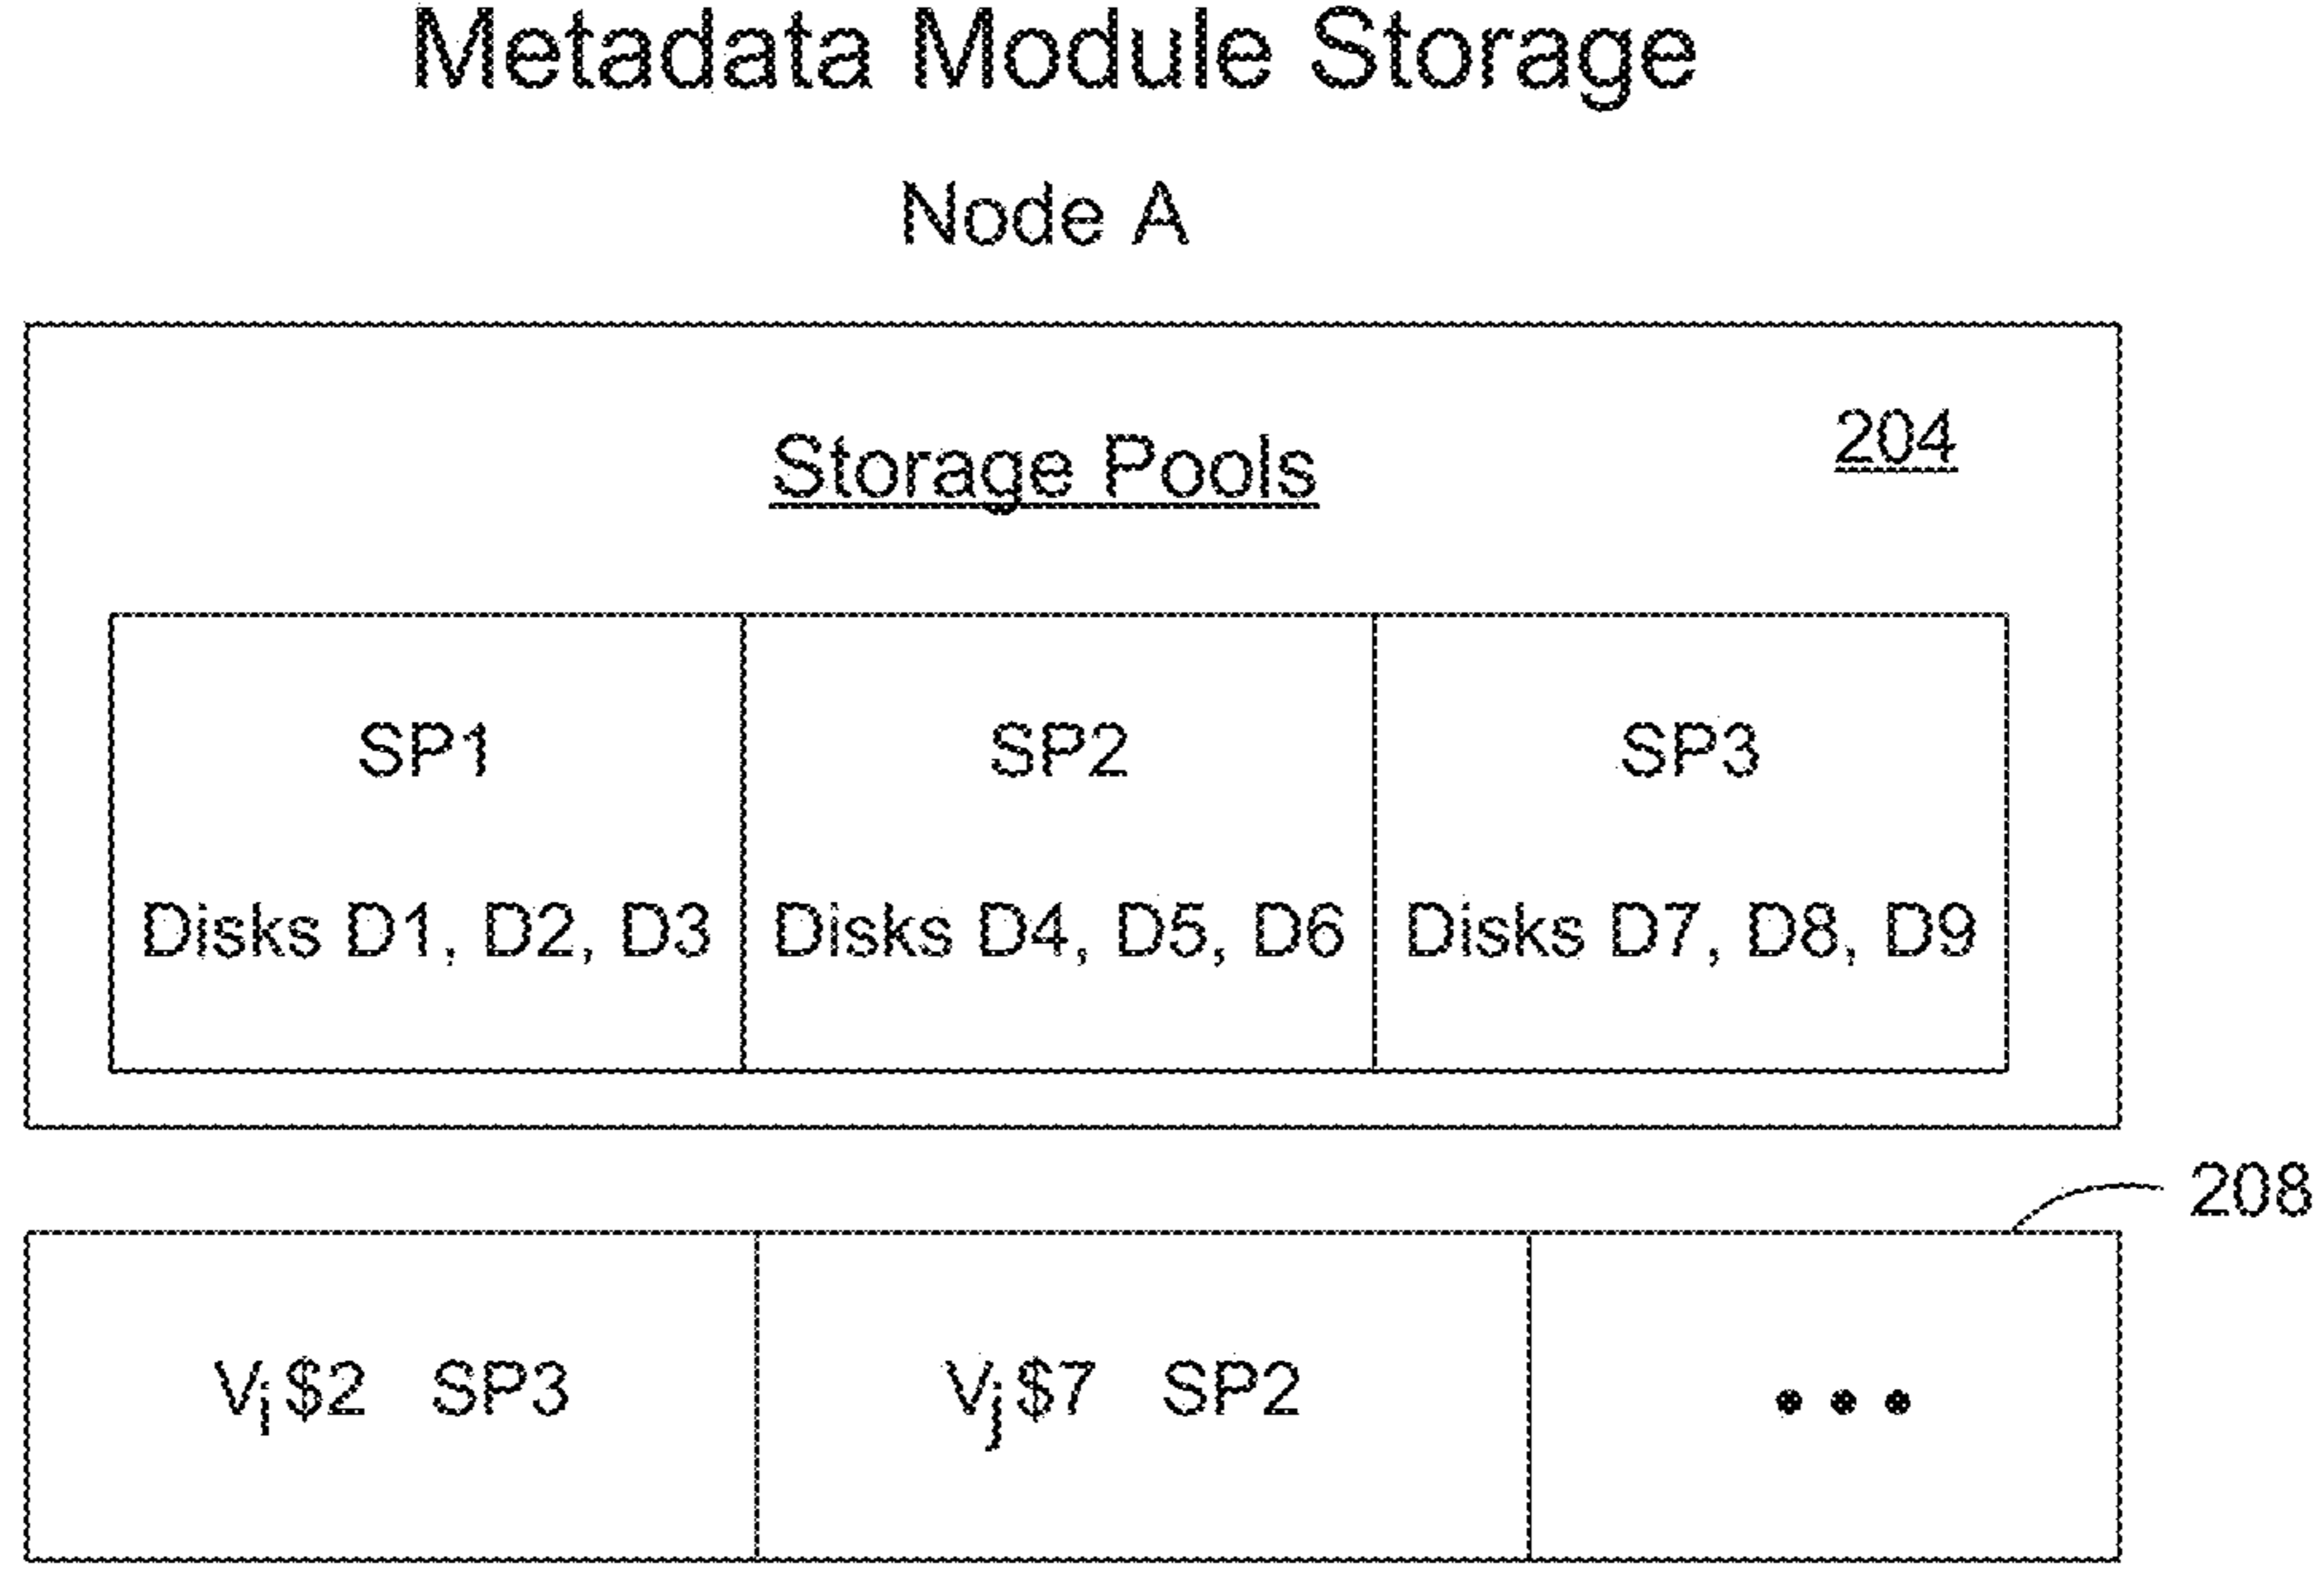 Metadata Module Storage
Node A
204
Storage Pools
SP1 SP2 SP3
Disks D1, D2, D3 Disks D4, D5, D6 Disks D7, D8, D9
208
Vi$2 SP3 Vj$7 SP2 •••